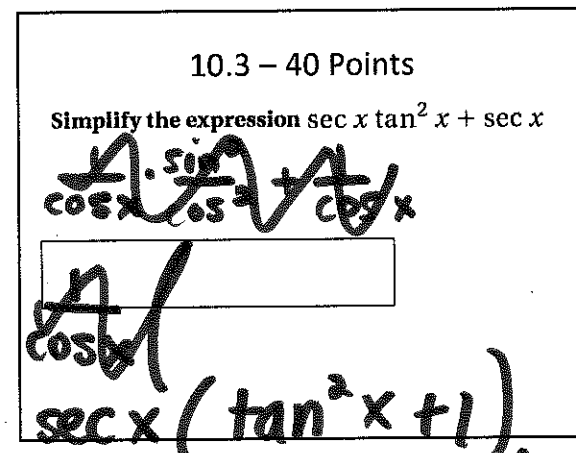 10.3 – 40 Points
Simplify the expression sec x tan² x + sec x
1/cos x · sin²/cos² + 1/cos x
1/cos x (
sec x (tan² x + 1).